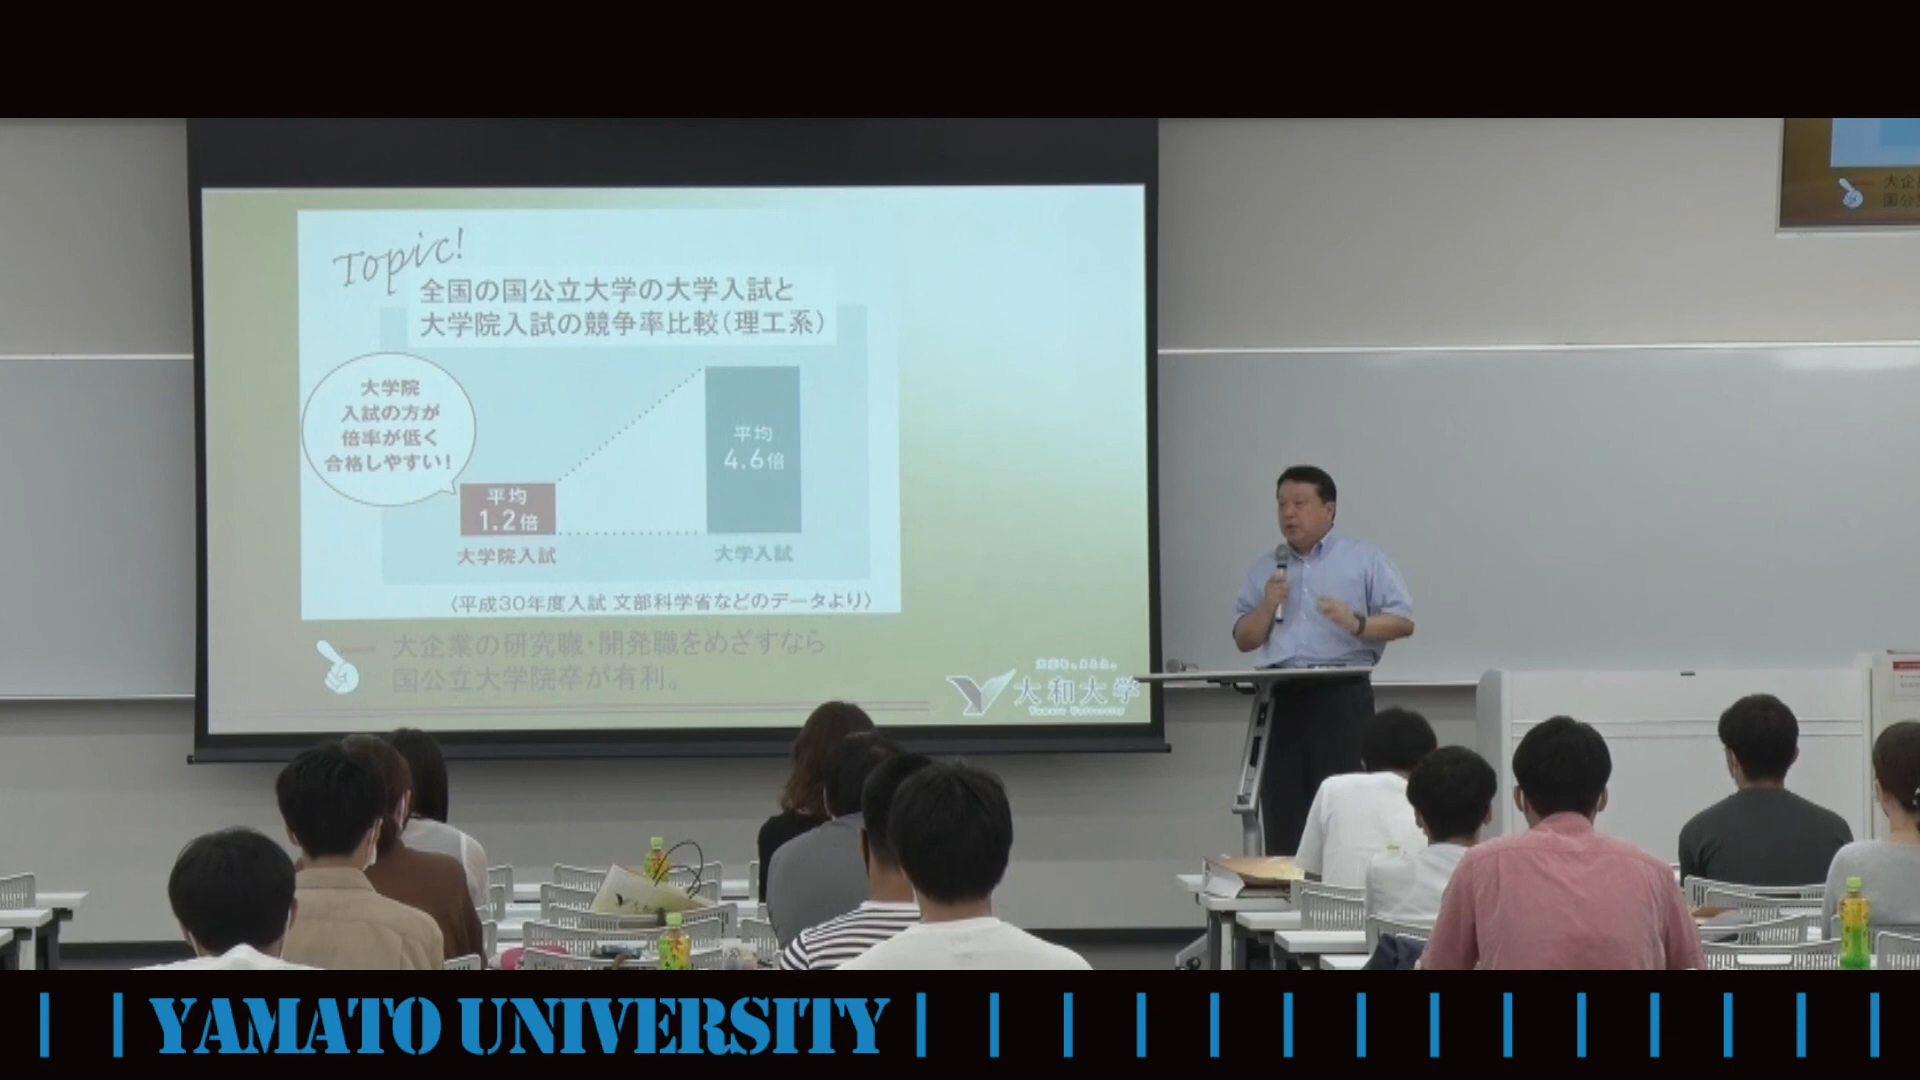 Topic!
全国の国公立大学の大学入試と
大学院入試の競争率比較(理工系)
大学院
入試の方が
倍率が低く
合格しやすい!
平均
1.2倍
大学院入試
平均
4.6倍
大学入試
〈平成30年度入試 文部科学省などのデータより〉
大企業の研究職・開発職をめざすなら
国公立大学院卒が有利。
大和大学
Yamato University
大企
国公
YAMATO UNIVERSITY